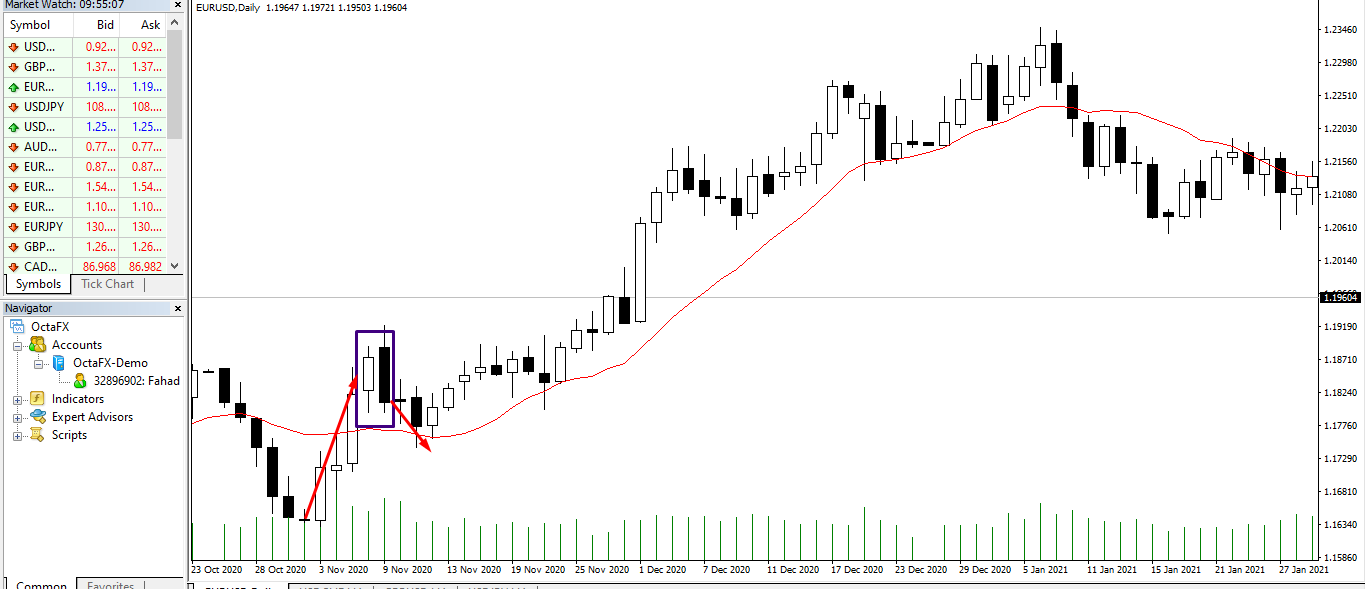 Market Watch: 09:55:07
Symbol Bid Ask
USD... 0.92... 0.92...
GBP... 1.37... 1.37...
EUR... 1.19... 1.19...
USDJPY 108.... 108....
USD... 1.25... 1.25...
AUD... 0.77... 0.77...
EUR... 0.87... 0.87...
EUR... 1.54... 1.54...
EUR... 1.10... 1.10...
EURJPY 130.... 130....
GBP... 1.26... 1.26...
CAD... 86.968 86.982
Symbols Tick Chart
Navigator
OctaFX
Accounts
OctaFX-Demo
32896902: Fahad
Indicators
Expert Advisors
Scripts
Common Favorites
EURUSD,Daily 1.19647 1.19721 1.19503 1.19604
1.23460
1.22980
1.22510
1.22030
1.21560
1.21080
1.20610
1.20140
1.19604
1.19190
1.18710
1.18240
1.17760
1.17290
1.16810
1.16340
1.15860
23 Oct 2020 28 Oct 2020 3 Nov 2020 9 Nov 2020 13 Nov 2020 19 Nov 2020 25 Nov 2020 1 Dec 2020 7 Dec 2020 11 Dec 2020 17 Dec 2020 23 Dec 2020 29 Dec 2020 5 Jan 2021 11 Jan 2021 15 Jan 2021 21 Jan 2021 27 Jan 2021